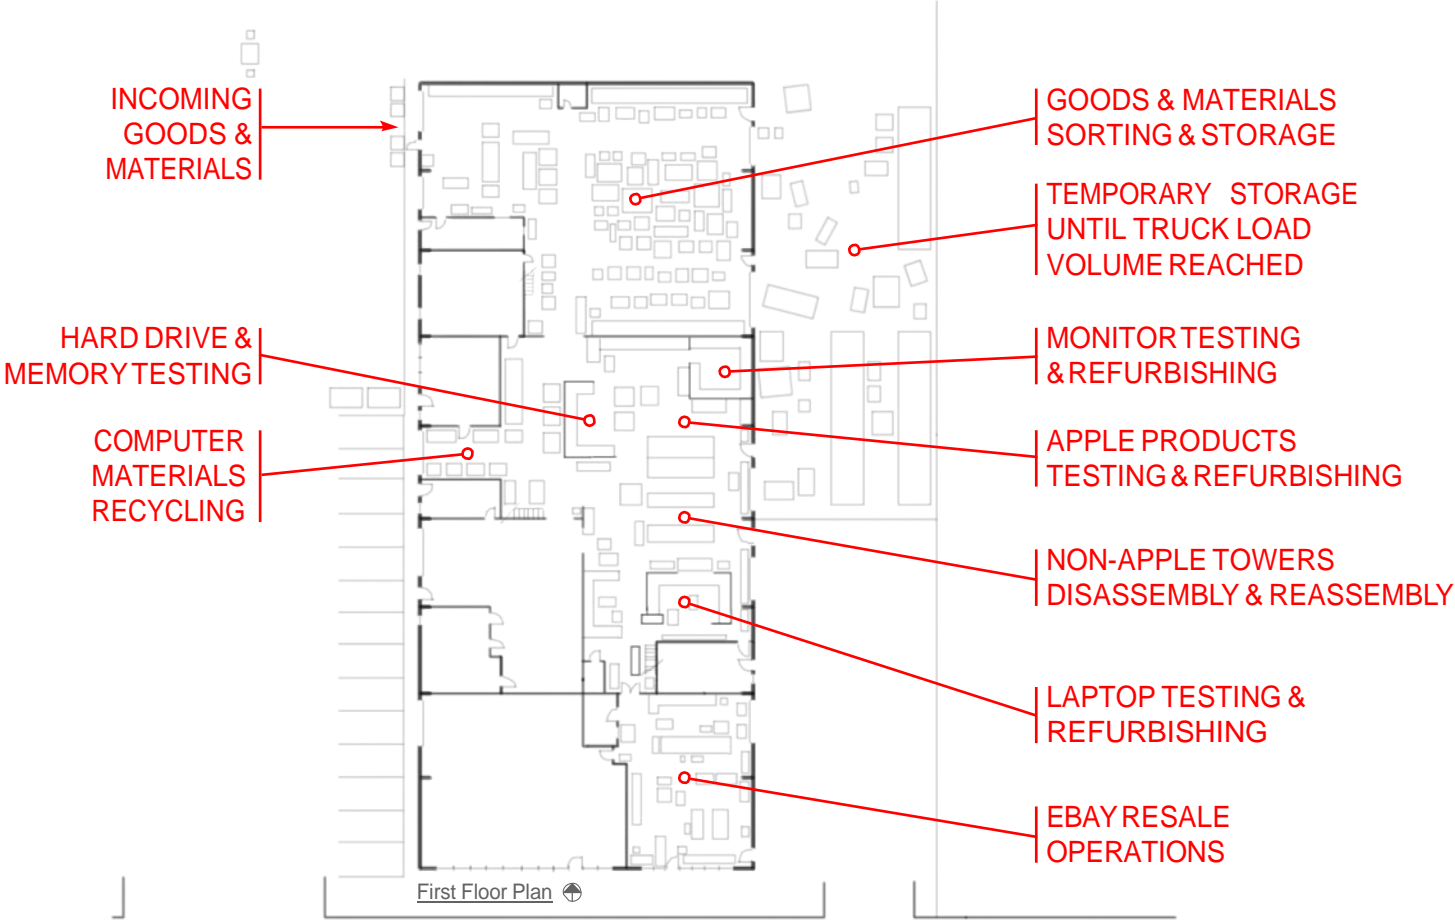 INCOMING
GOODS &
MATERIALS
HARD DRIVE &
MEMORY TESTING
COMPUTER
MATERIALS
RECYCLING
GOODS & MATERIALS
SORTING & STORAGE
TEMPORARY STORAGE
UNTIL TRUCK LOAD
VOLUME REACHED
MONITOR TESTING
& REFURBISHING
APPLE PRODUCTS
TESTING & REFURBISHING
NON-APPLE TOWERS
DISASSEMBLY & REASSEMBLY
LAPTOP TESTING &
REFURBISHING
EBAY RESALE
OPERATIONS
First Floor Plan